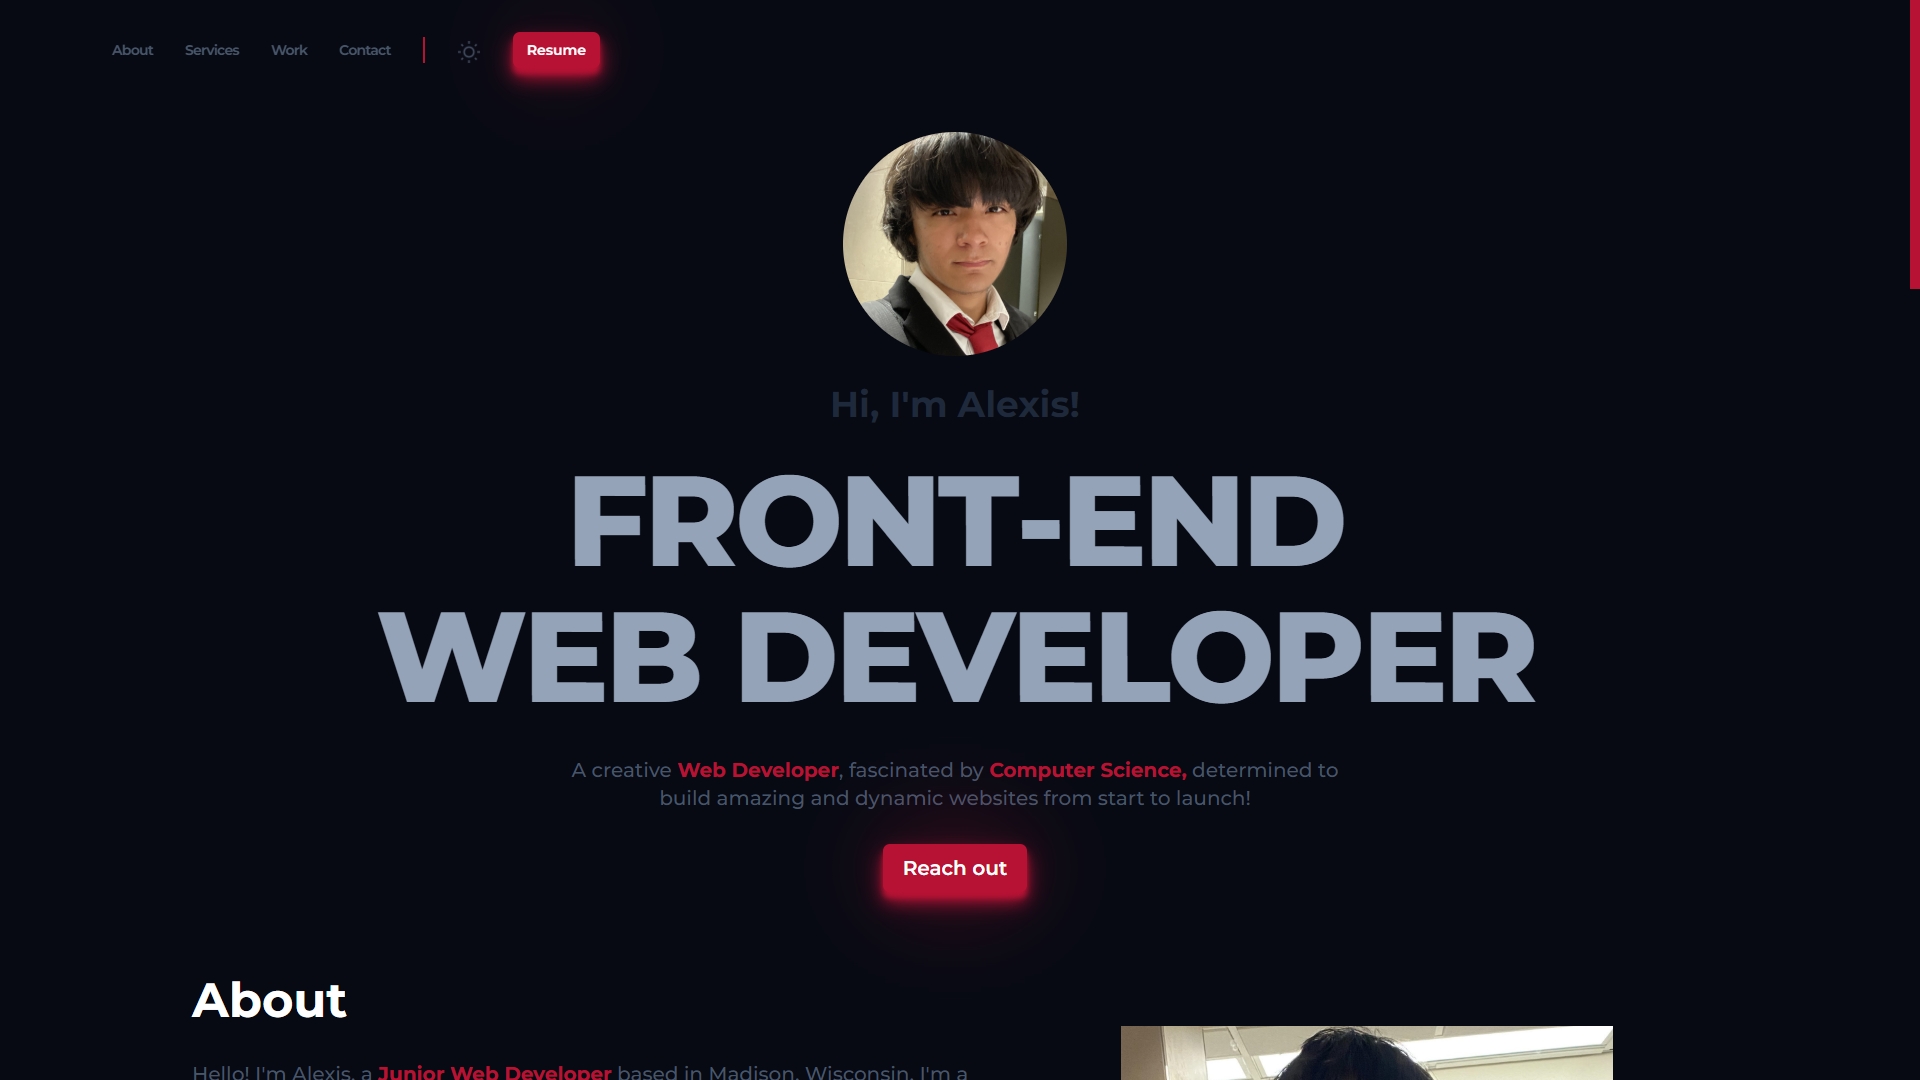 About Services Work Contact Resume
Hi, I'm Alexis!
FRONT-END
WEB DEVELOPER
A creative Web Developer, fascinated by Computer Science, determined to
build amazing and dynamic websites from start to launch!
Reach out
About
Hello! I'm Alexis, a Junior Web Developer based in Madison, Wisconsin. I'm a